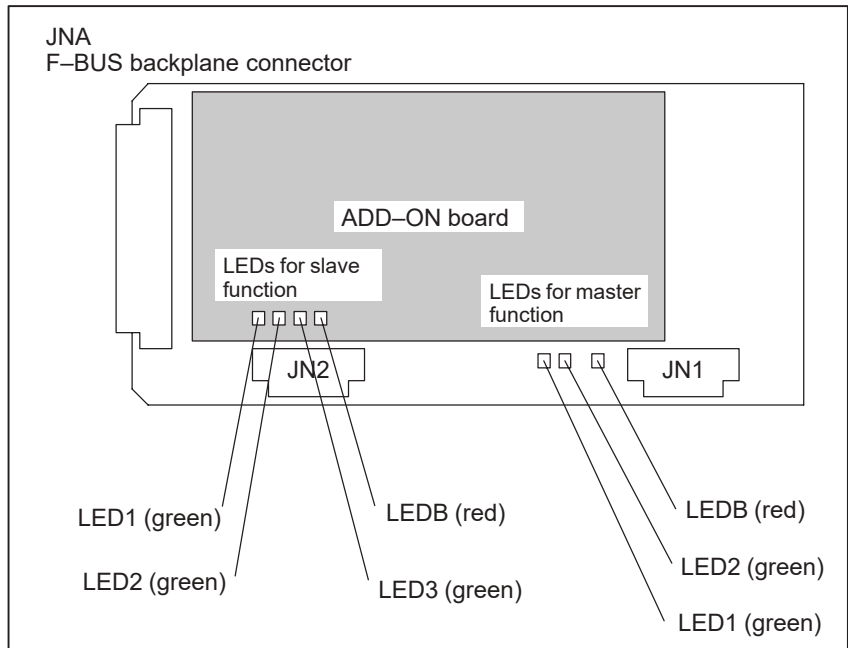 JNA
F–BUS backplane connector
ADD–ON board
LEDs for slave
function
LEDs for master
function
JN2
JN1
LED1 (green)
LEDB (red)
LEDB (red)
LED2 (green)
LED3 (green)
LED2 (green)
LED1 (green)